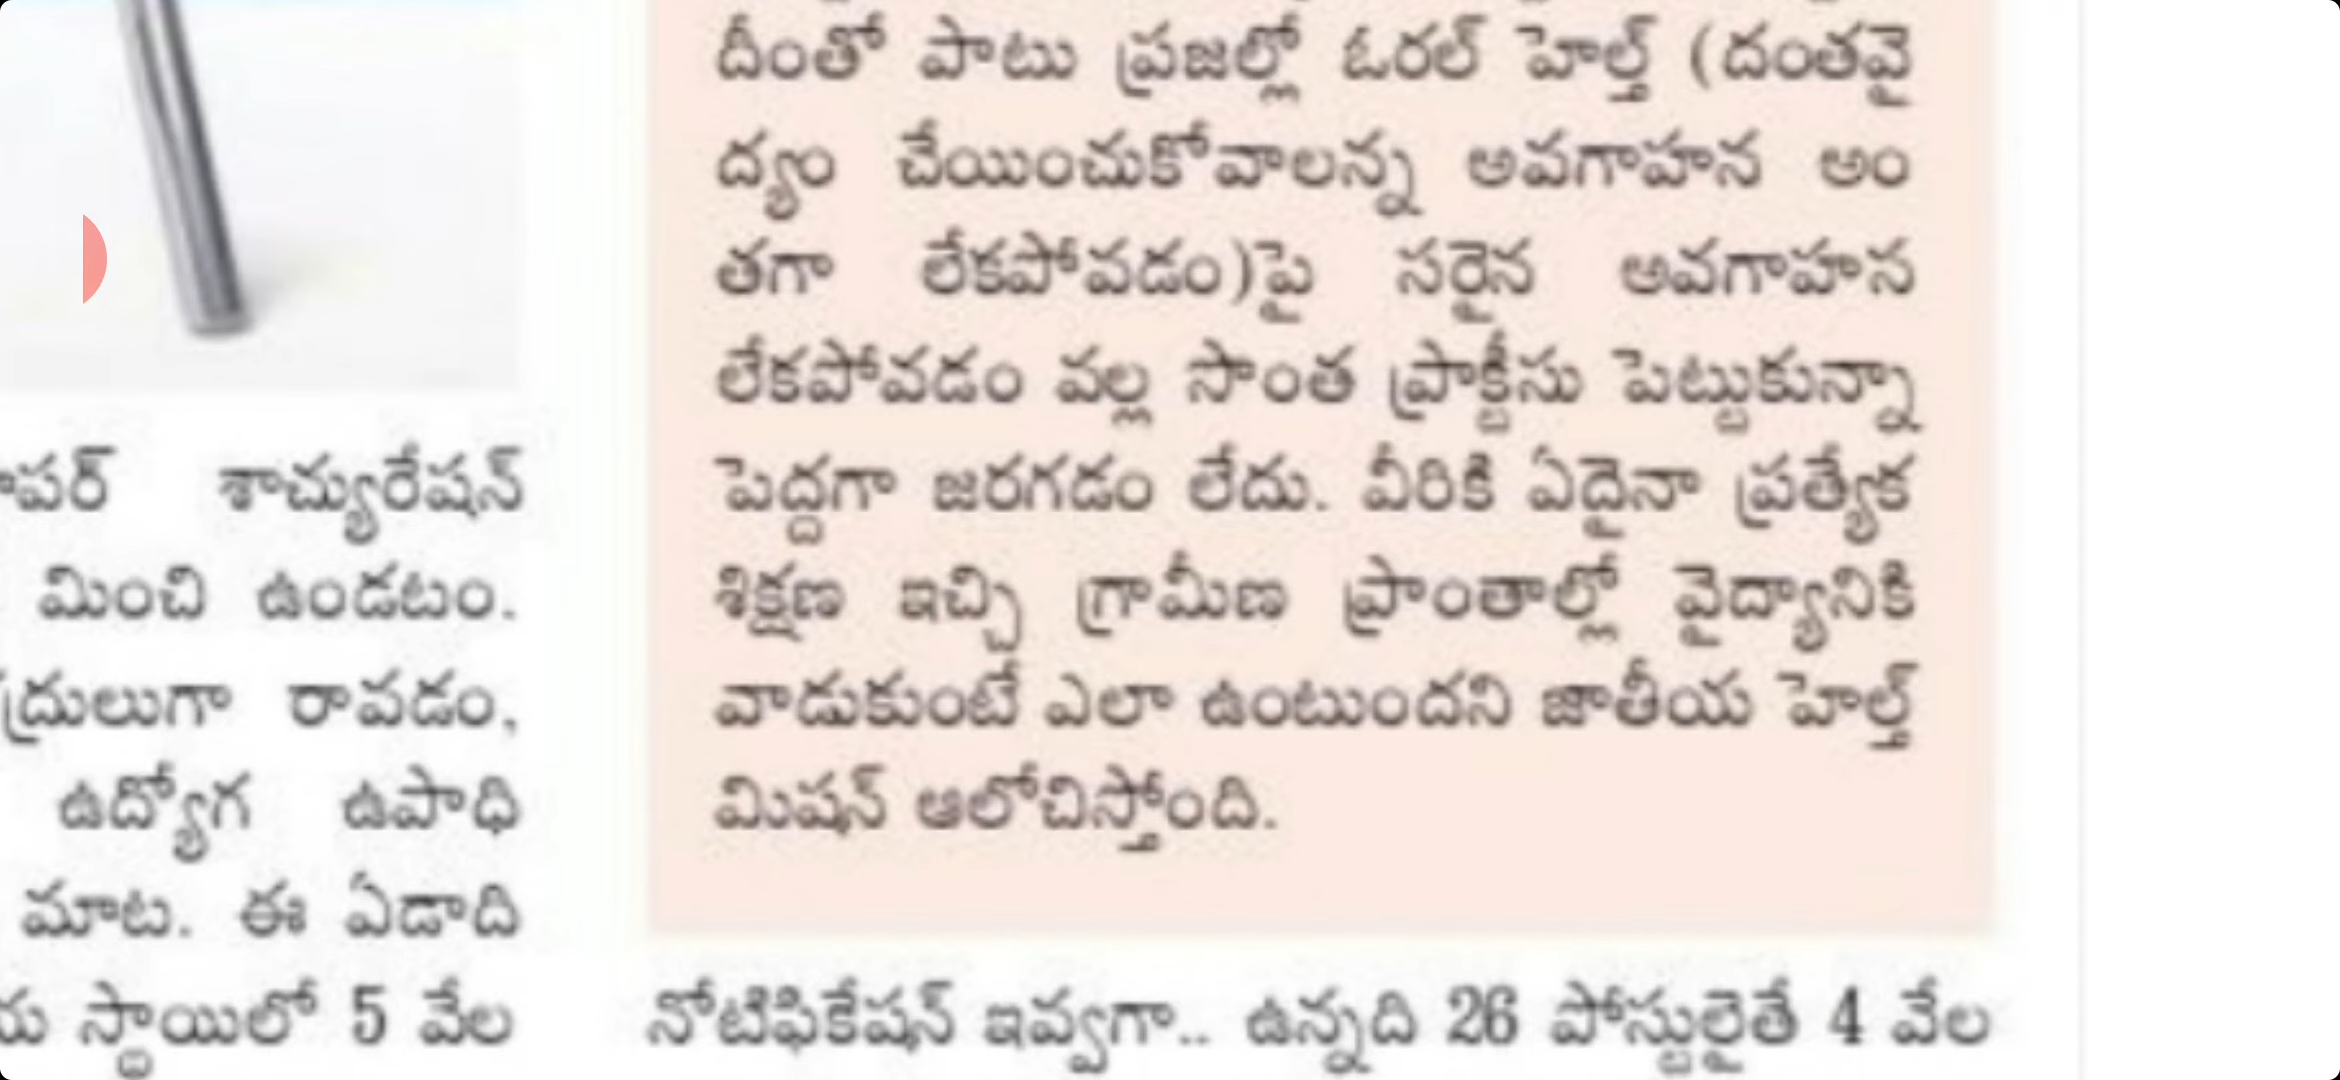 శాచ్యురేషన్
మించి ఉండటం.
రావడం,
ఉద్యోగ ఉపాధి
మాట. ఈ ఏడాది
స్థాయిలో 5 వేల
దీంతో పాటు ప్రజల్లో ఓరల్ హెల్త్ (దంతవై
ద్యం చేయించుకోవాలన్న అవగాహన అం
తగా లేకపోవడం)పై సరైన అవగాహన
లేకపోవడం వల్ల సొంత ప్రాక్టీసు పెట్టుకున్నా
పెద్దగా జరగడం లేదు. వీరికి ఏదైనా ప్రత్యేక
శిక్షణ ఇచ్చి గ్రామీణ ప్రాంతాల్లో వైద్యానికి
వాడుకుంటే ఎలా ఉంటుందని జాతీయ హెల్త్
మిషన్ ఆలోచిస్తోంది.
నోటిఫికేషన్ ఇవ్వగా.. ఉన్నది 26 పోస్టులైతే 4 వేల